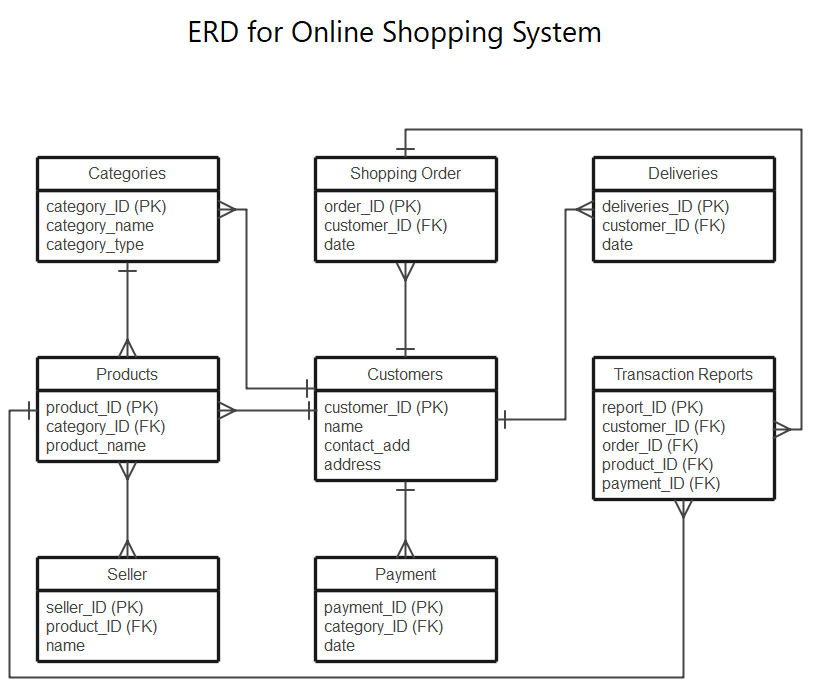 ERD for Online Shopping System
Categories
category_ID (PK)
category_name
category_type
Shopping Order
order_ID (PK)
customer_ID (FK)
date
Deliveries
deliveries_ID (PK)
customer_ID (FK)
date
Products
product_ID (PK)
category_ID (FK)
product_name
Customers
customer_ID (PK)
name
contact_add
address
Transaction Reports
report_ID (PK)
customer_ID (FK)
order_ID (FK)
product_ID (FK)
payment_ID (FK)
Seller
seller_ID (PK)
product_ID (FK)
name
Payment
payment_ID (PK)
category_ID (FK)
date